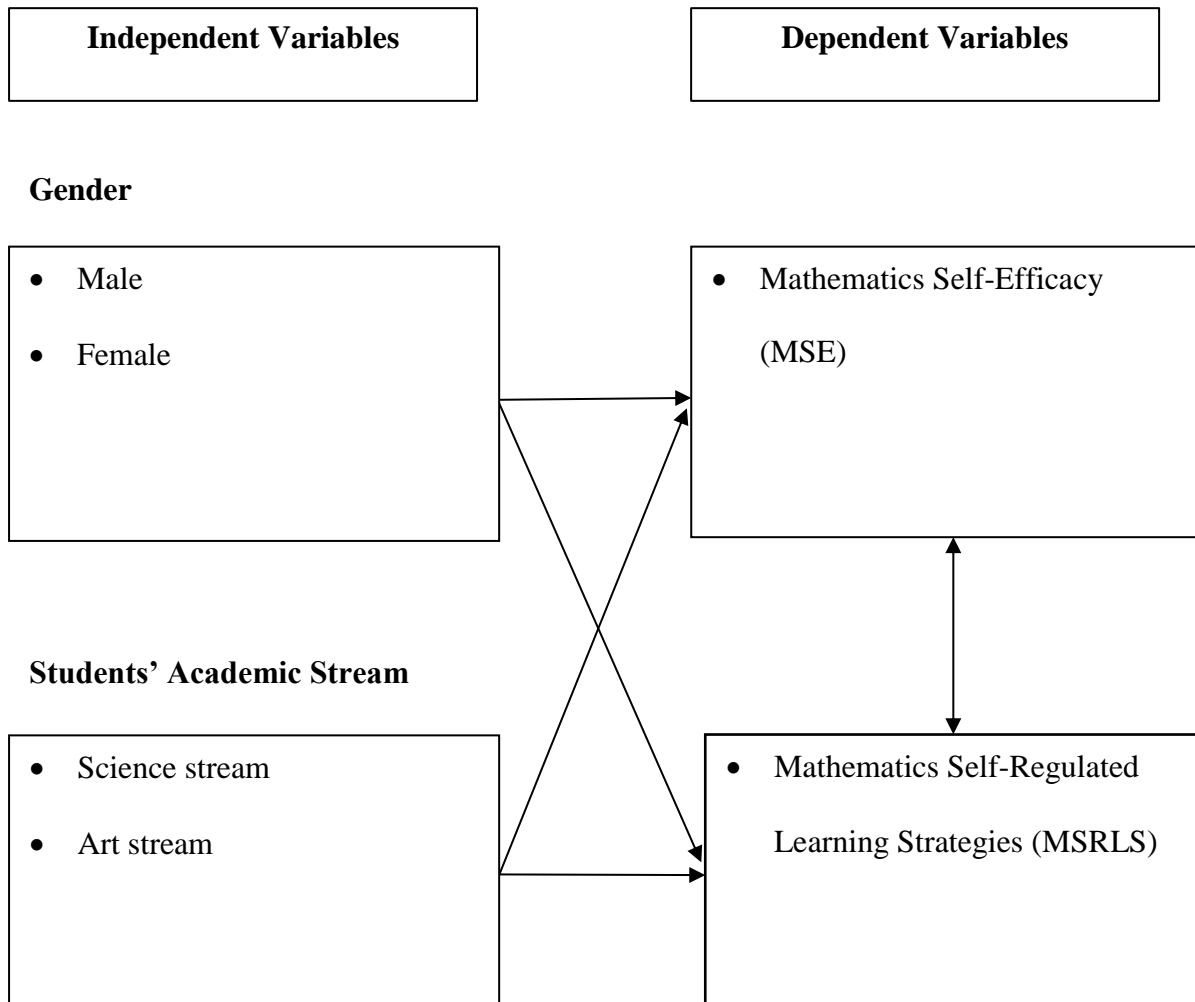 Independent Variables
Dependent Variables
Gender
• Male
• Female
• Mathematics Self-Efficacy
(MSE)
Students’ Academic Stream
• Science stream
• Art stream
• Mathematics Self-Regulated
Learning Strategies (MSRLS)